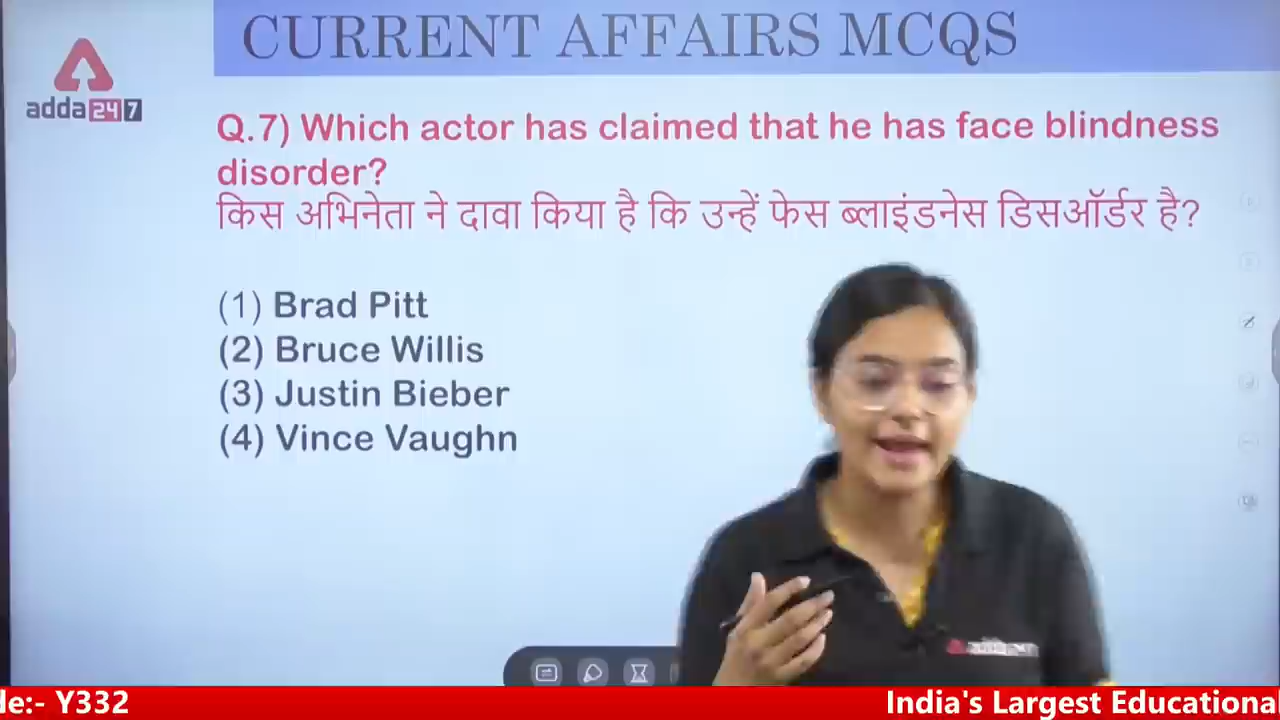 CURRENT AFFAIRS MCQS
adda247
Q.7) Which actor has claimed that he has face blindness
disorder?
किस अभिनेता ने दावा किया है कि उन्हें फेस ब्लाइंडनेस डिसऑर्डर है?
(1) Brad Pitt
(2) Bruce Willis
(3) Justin Bieber
(4) Vince Vaughn
de:- Y332
India's Largest Educational